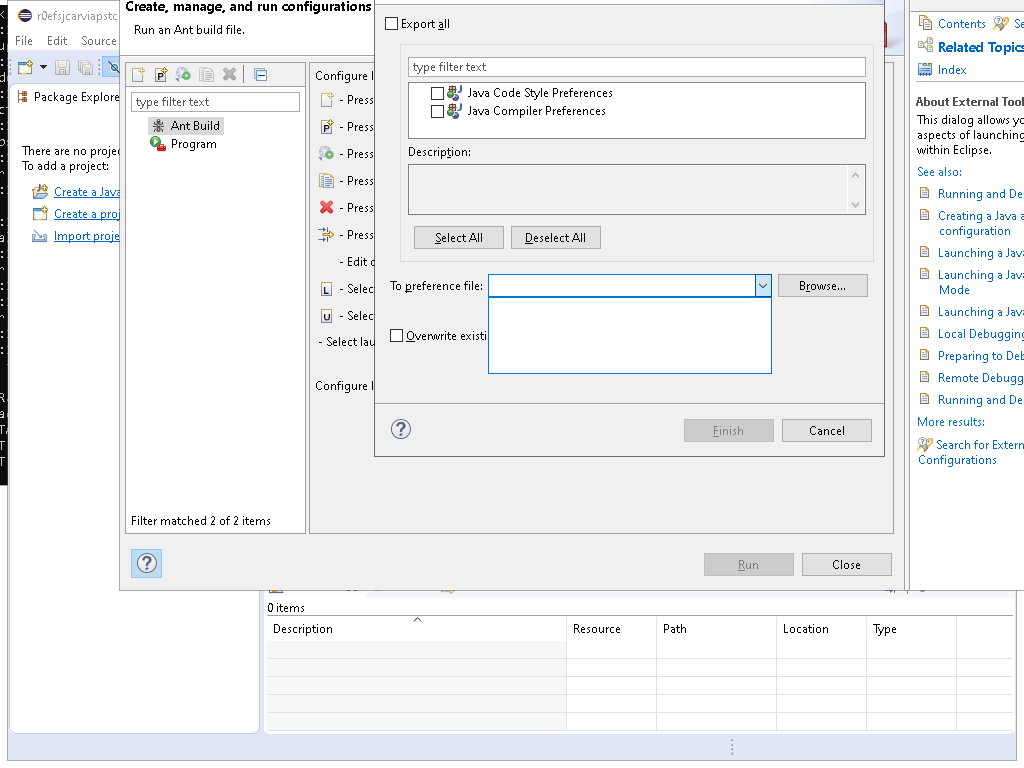 r0efsjcarviapstc
File Edit Source
Package Explore
There are no projec
To add a project:
Create a Java
Create a proj
Import proje
Create, manage, and run configurations
Run an Ant build file.
type filter text
Ant Build
Program
Filter matched 2 of 2 items
Configure l
- Press
- Press
- Press
- Press
- Press
- Press
- Edit c
- Selec
- Selec
- Select lau
Configure l
Export all
type filter text
Java Code Style Preferences
Java Compiler Preferences
Description:
Select All Deselect All
To preference file: Browse...
Overwrite existi
Finish Cancel
Run Close
Contents Se
Related Topics
Index
About External Tool
This dialog allows yo
aspects of launching
within Eclipse.
See also:
Running and De
Creating a Java a
configuration
Launching a Java
Launching a Java
Mode
Launching a Java
Local Debugging
Preparing to Deb
Remote Debugg
Running and De
More results:
Search for Extern
Configurations
0 items
Description Resource Path Location Type